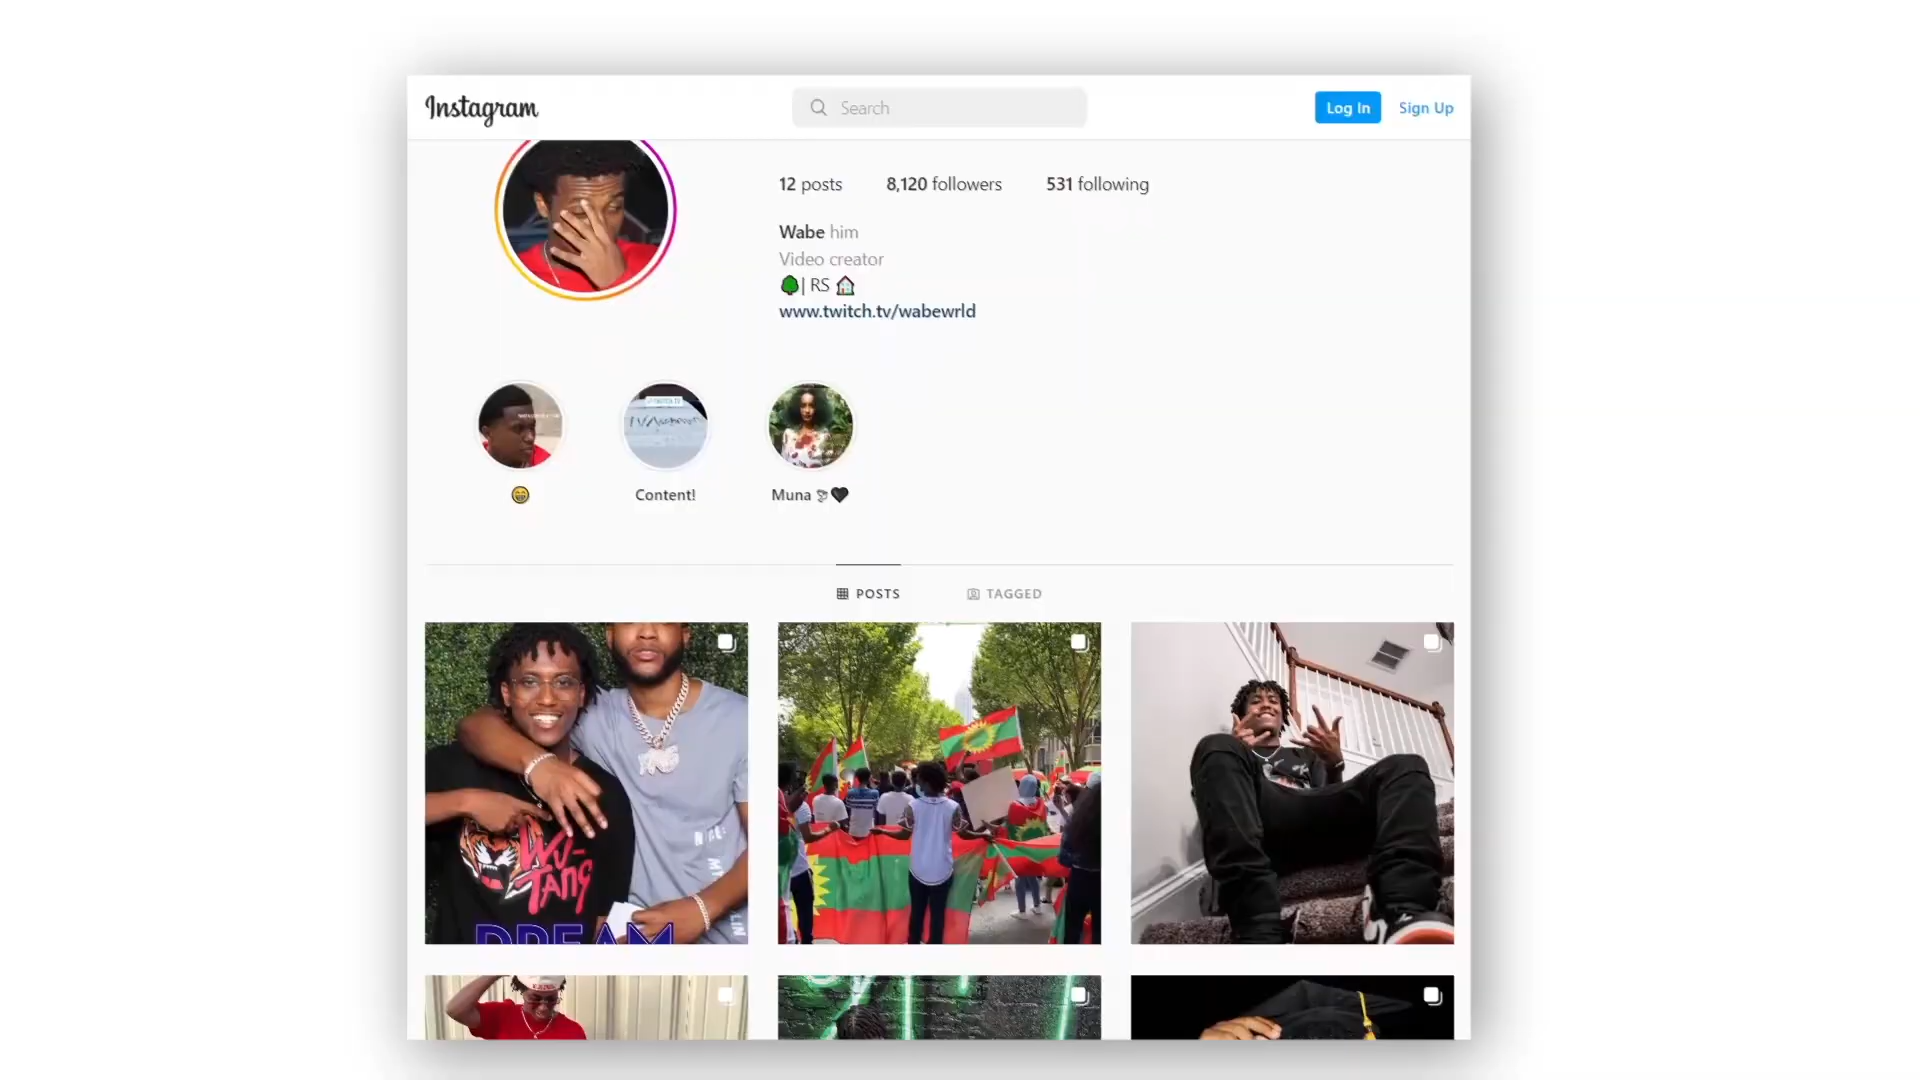 Instagram
Search
Log In
Sign Up
12 posts
8,120 followers
531 following
Wabe him
Video creator
🌳| RS 🏠
www.twitch.tv/wabewrld
😁
Content!
Muna 🕊🖤
POSTS
TAGGED
WU-
TANG
DREAM